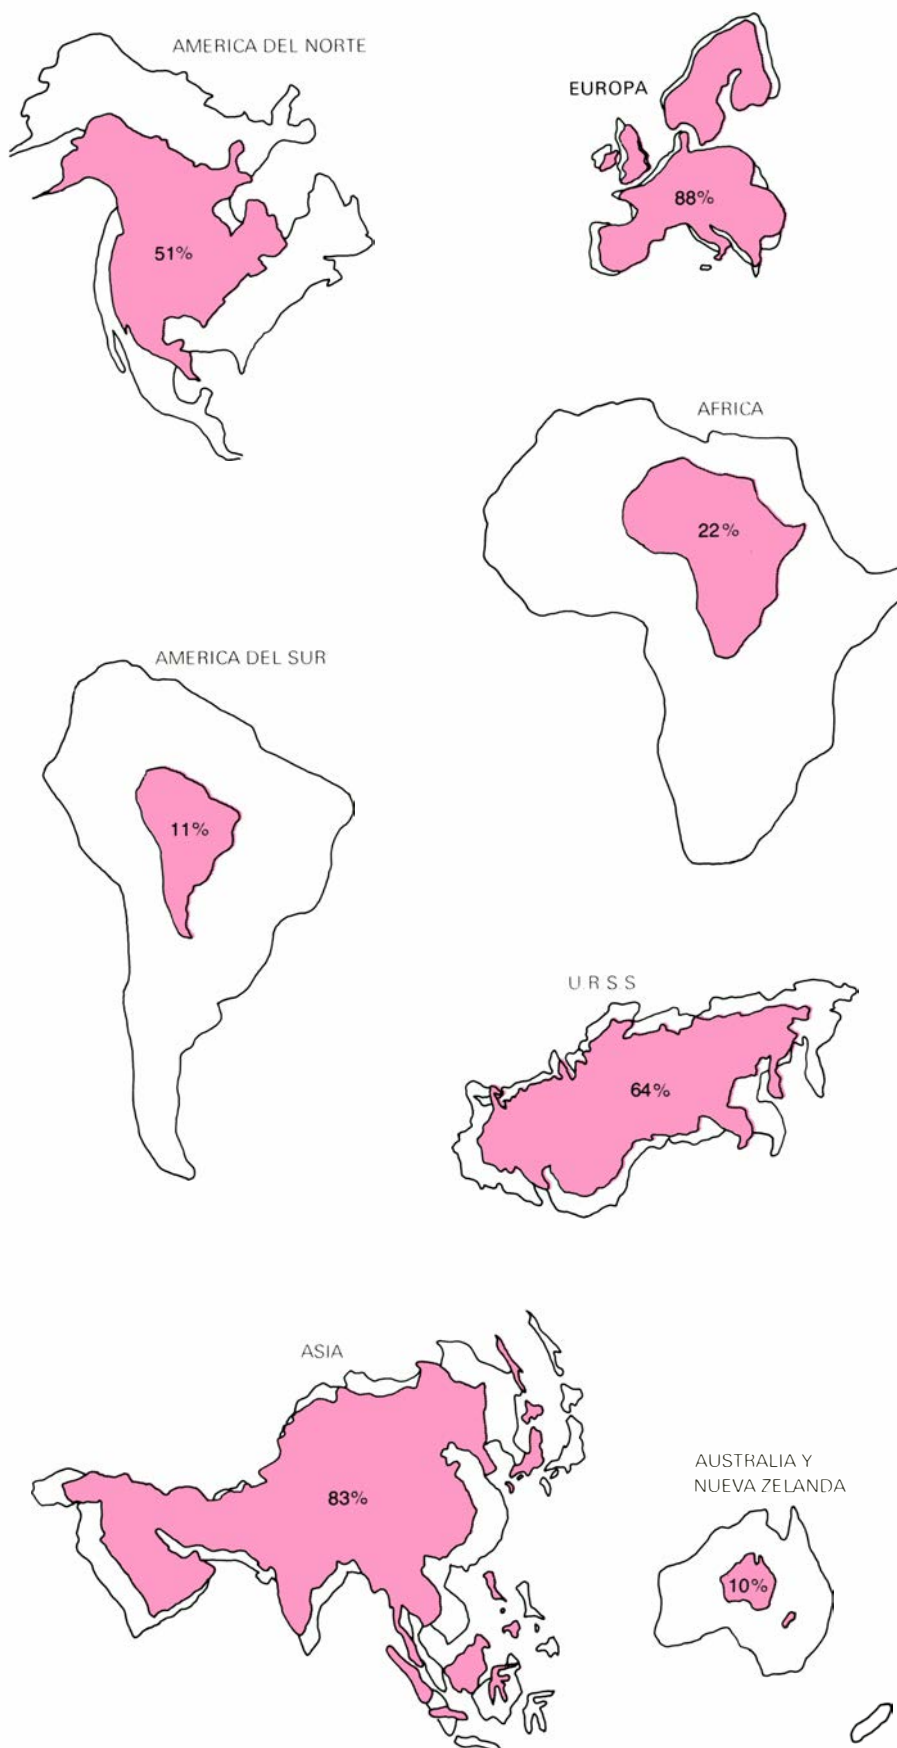 AMERICA DEL NORTE
51%
EUROPA
88%
AFRICA
22%
AMERICA DEL SUR
11%
U.R.S.S
64%
ASIA
83%
AUSTRALIA Y
NUEVA ZELANDA
10%